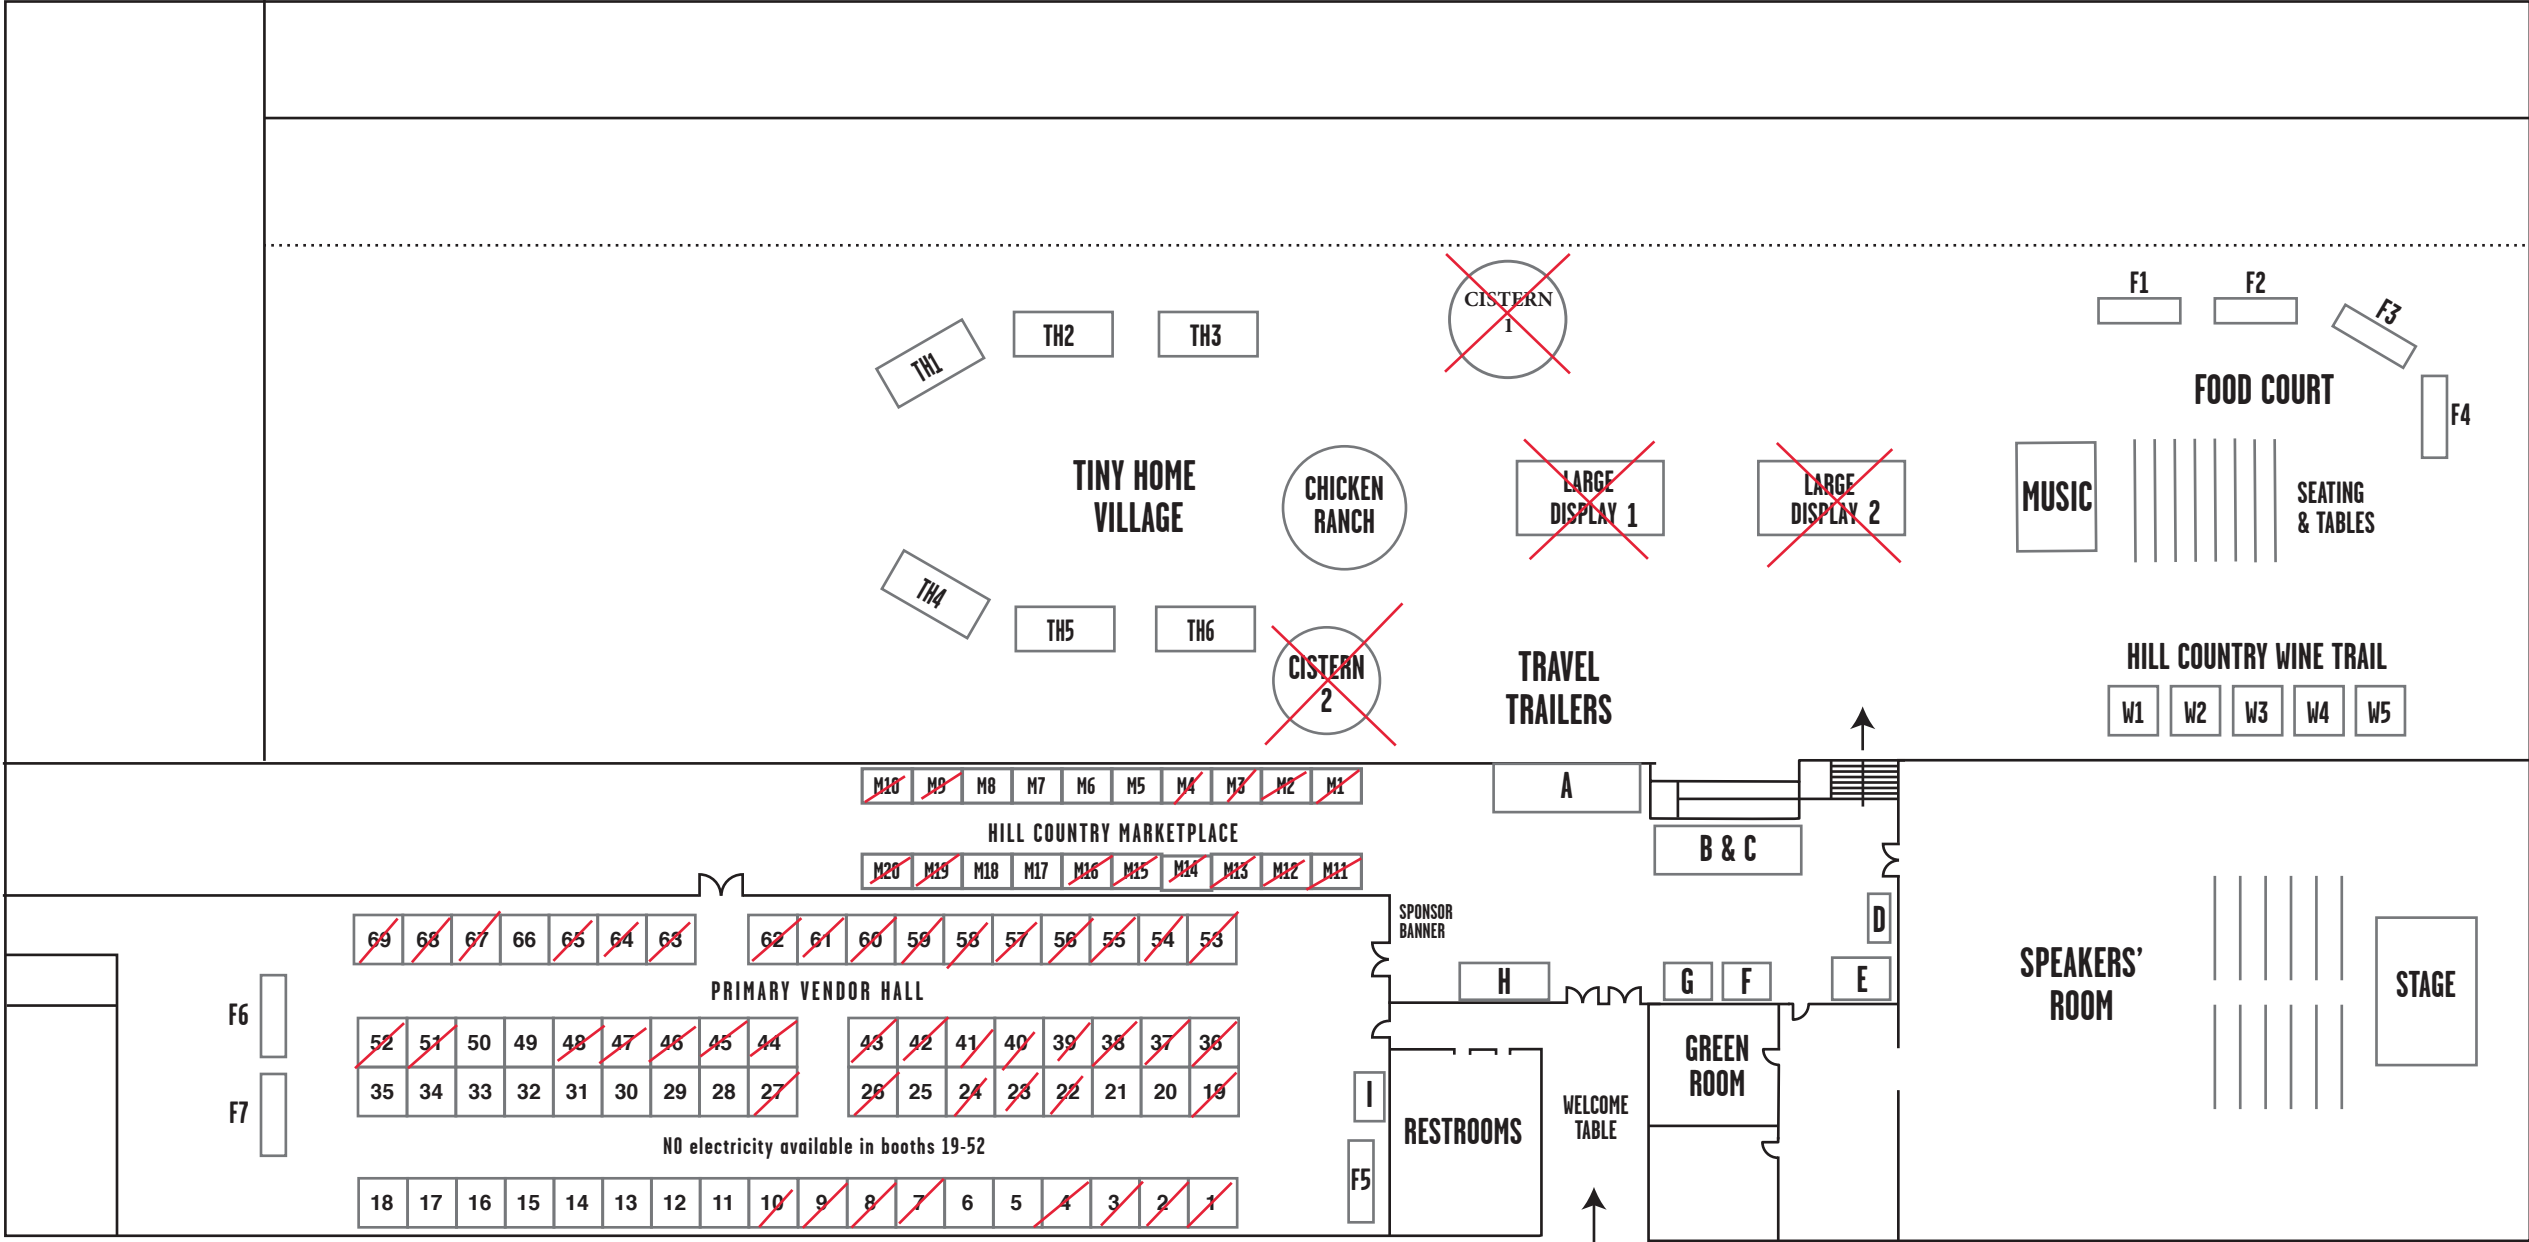 CISTERN
1
F1
F2
F3
TH1
TH2
TH3
FOOD COURT
F4
TINY HOME
VILLAGE
CHICKEN
RANCH
LARGE
DISPLAY 1
LARGE
DISPLAY 2
MUSIC
SEATING
& TABLES
TH4
TH5
TH6
CISTERN
2
TRAVEL
TRAILERS
HILL COUNTRY WINE TRAIL
W1 W2 W3 W4 W5
M10 M9 M8 M7 M6 M5 M4 M3 M2 M1
A
HILL COUNTRY MARKETPLACE
B & C
M20 M19 M18 M17 M16 M15 M14 M13 M12 M11
SPONSOR
BANNER
D
69 68 67 66 65 64 63 62 61 60 59 58 57 56 55 54 53
PRIMARY VENDOR HALL
H
G
F
E
SPEAKERS'
ROOM
STAGE
F6
52 51 50 49 48 47 46 45 44 43 42 41 40 39 38 37 36
GREEN
ROOM
35 34 33 32 31 30 29 28 27 26 25 24 23 22 21 20 19
F7
I
RESTROOMS
WELCOME
TABLE
NO electricity available in booths 19-52
F5
18 17 16 15 14 13 12 11 10 9 8 7 6 5 4 3 2 1